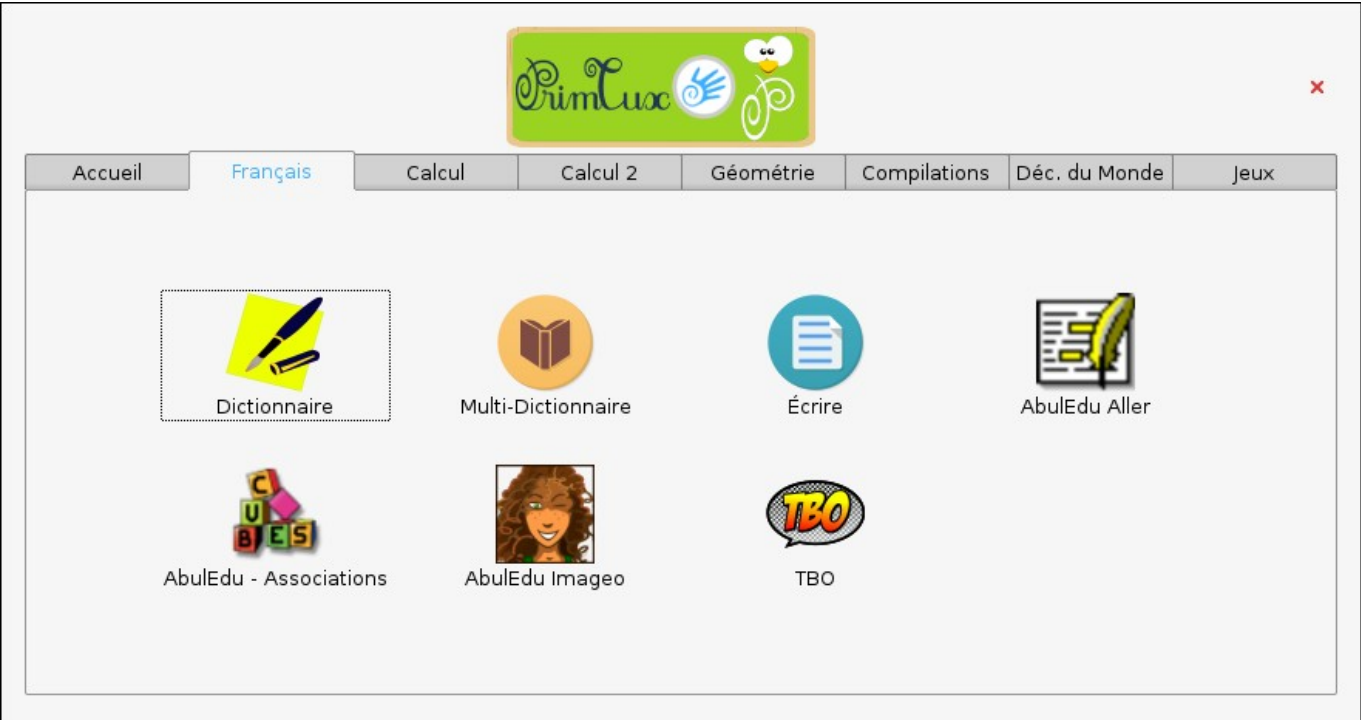 PrimTux
Accueil Français Calcul Calcul 2 Géométrie Compilations Déc. du Monde Jeux
Dictionnaire Multi-Dictionnaire Écrire AbulEdu Aller
C
U
B E S
TBO
AbulEdu - Associations AbulEdu Imageo TBO